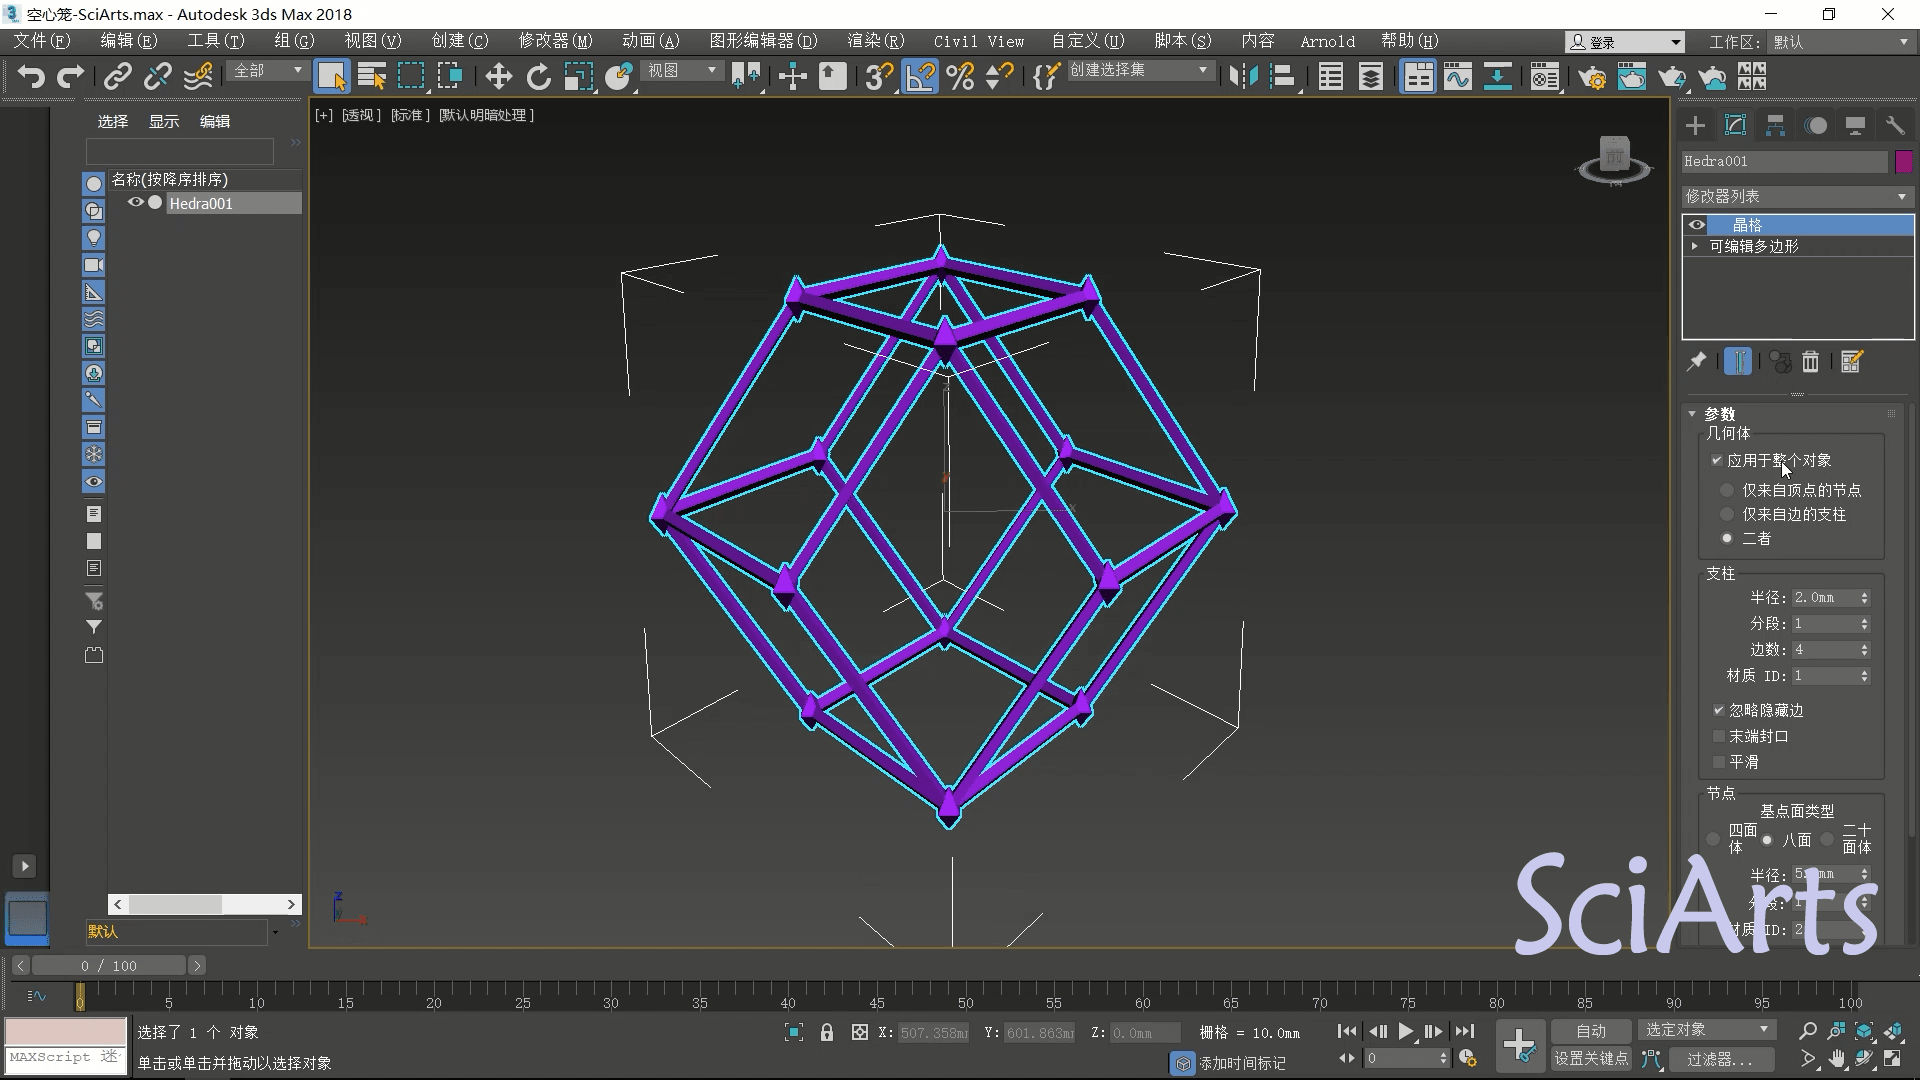 空心笼-SciArts.max - Autodesk 3ds Max 2018
文件(F) 编辑(E) 工具(T) 组(G) 视图(V) 创建(C) 修改器(M) 动画(A) 图形编辑器(D) 渲染(R) Civil View 自定义(U) 脚本(S) 内容 Arnold 帮助(H) 登录 工作区: 默认
全部 视图 创建选择集
[+] [透视] [标准] [默认明暗处理]
选择 显示 编辑
名称(按降序排序)
Hedra001
前
Hedra001
修改器列表
晶格
可编辑多边形
参数
几何体
应用于整个对象
仅来自顶点的节点
仅来自边的支柱
二者
支柱
半径: 2.0mm
分段: 1
边数: 4
材质 ID: 1
忽略隐藏边
末端封口
平滑
节点
基点面类型
四面体 八面 二十面体
半径:
分段: 1
材质 ID: 2
SciArts
z
x
z
y
x
默认
0 / 100
0 5 10 15 20 25 30 35 40 45 50 55 60 65 70 75 80 85 90 95 100
选择了 1 个 对象
X: 507.358m Y: 601.863m Z: 0.0mm 栅格 = 10.0mm
自动 选定对象
MAXScript 迷
单击或单击并拖动以选择对象
添加时间标记
0
设置关键点 过滤器...